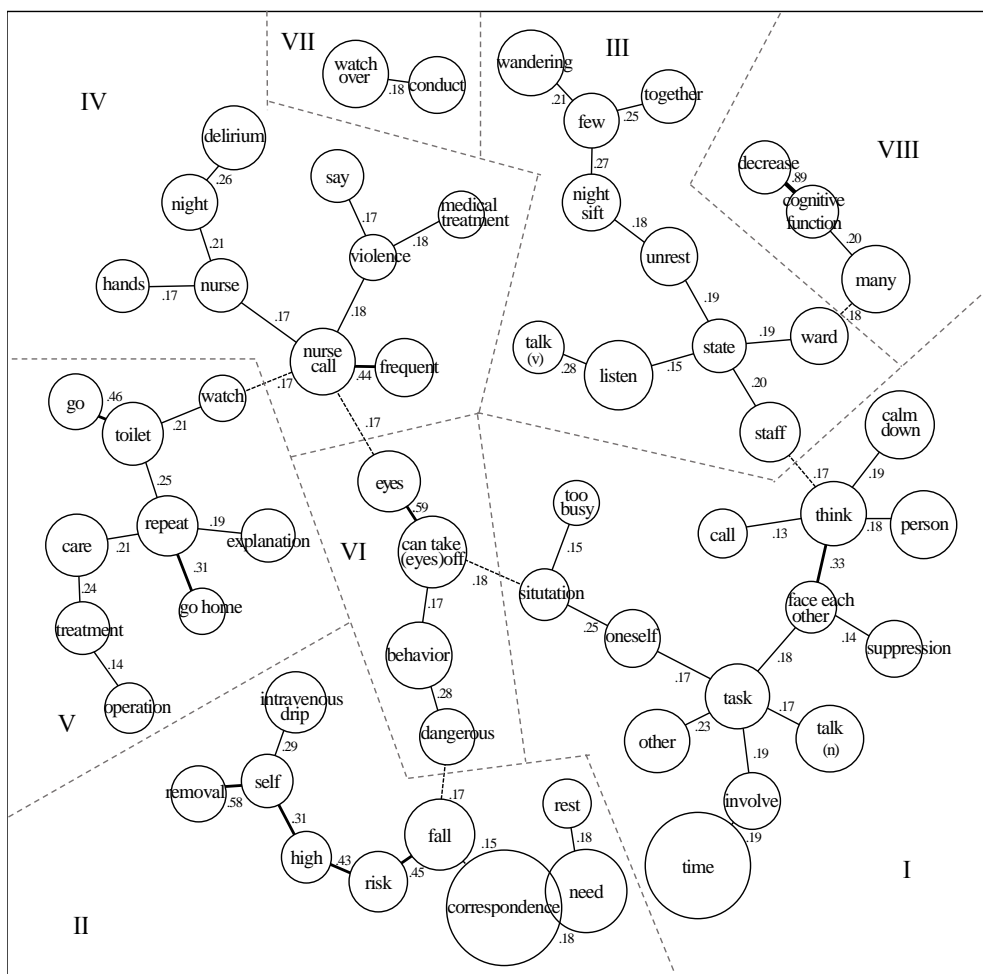 VII
III
IV
VIII
VI
V
II
I
watch
over
.18
conduct
wandering
.21
few
.25
together
.27
night
sift
.18
unrest
.19
state
.19
ward
.18
.15
listen
.28
talk
(v)
.20
staff
.17
decrease
.89
cognitive
function
.20
many
delirium
.26
night
.21
nurse
.17
hands
.17
say
.17
violence
.18
medical
treatment
.18
nurse
call
.44
frequent
.17
.17
go
.46
toilet
.21
watch
.25
repeat
.19
explanation
.21
care
.31
go home
.24
treatment
.14
operation
eyes
.59
can take
(eyes)off
.18
.17
behavior
.28
dangerous
.17
too
busy
.15
situtation
.25
oneself
.17
calm
down
.19
think
.18
person
.13
call
.33
face each
other
.14
suppression
.18
task
.17
talk
(n)
.23
other
.19
involve
.19
time
intravenous
drip
.29
self
.58
removal
.31
high
.43
risk
.45
fall
.15
correspondence
.18
need
.18
rest